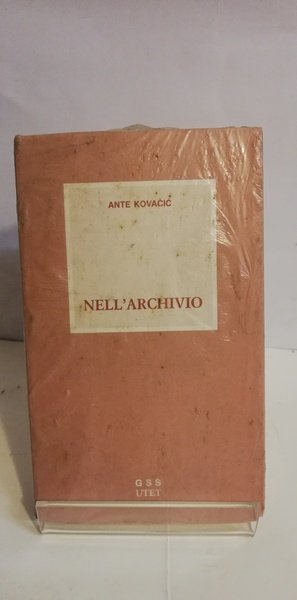 ANTE KOVAČIĆ
NELL'ARCHIVIO
G S S
UTET